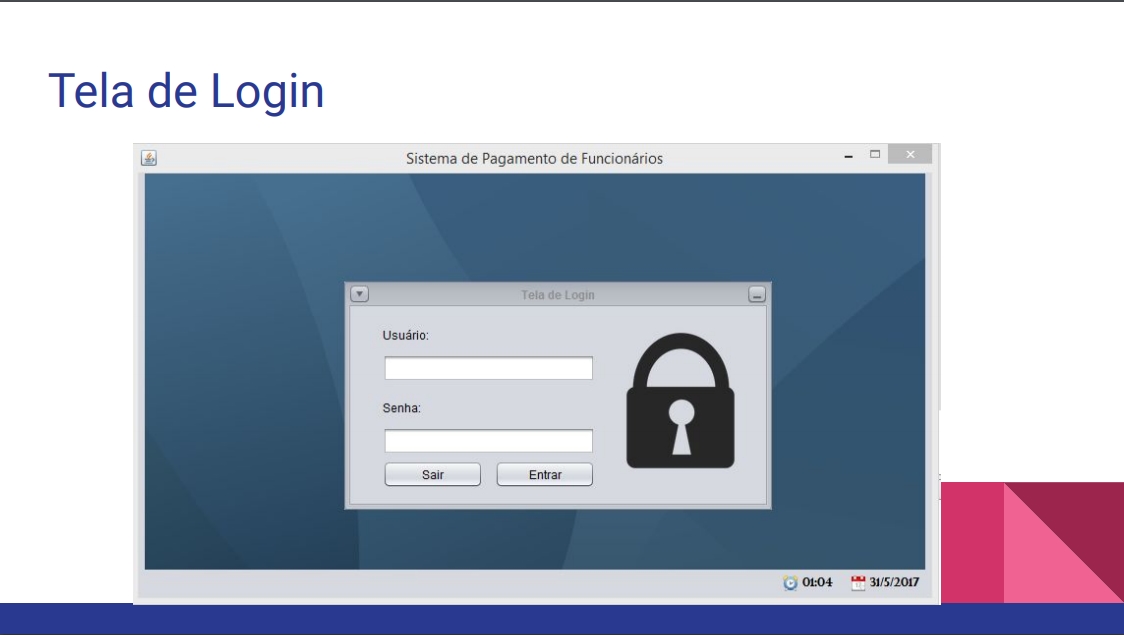 Tela de Login
Sistema de Pagamento de Funcionários
Tela de Login
Usuário:
Senha:
Sair
Entrar
01:04
31/5/2017